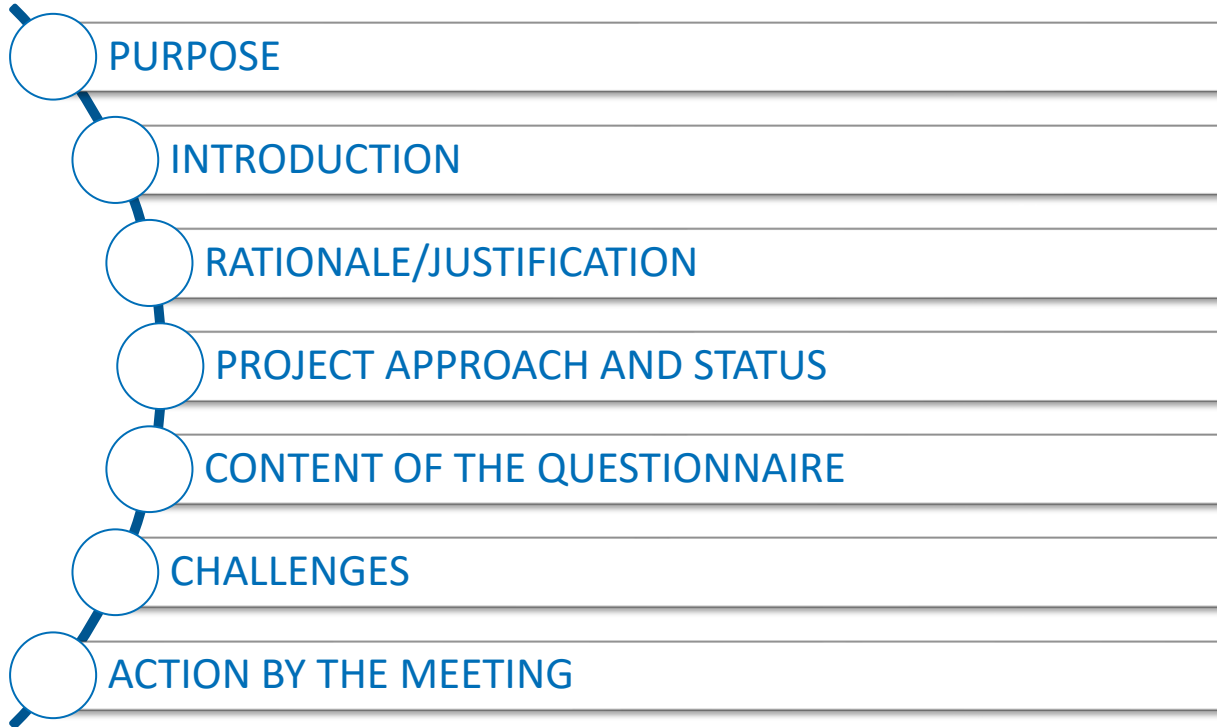 PURPOSE
INTRODUCTION
RATIONALE/JUSTIFICATION
PROJECT APPROACH AND STATUS
CONTENT OF THE QUESTIONNAIRE
CHALLENGES
ACTION BY THE MEETING